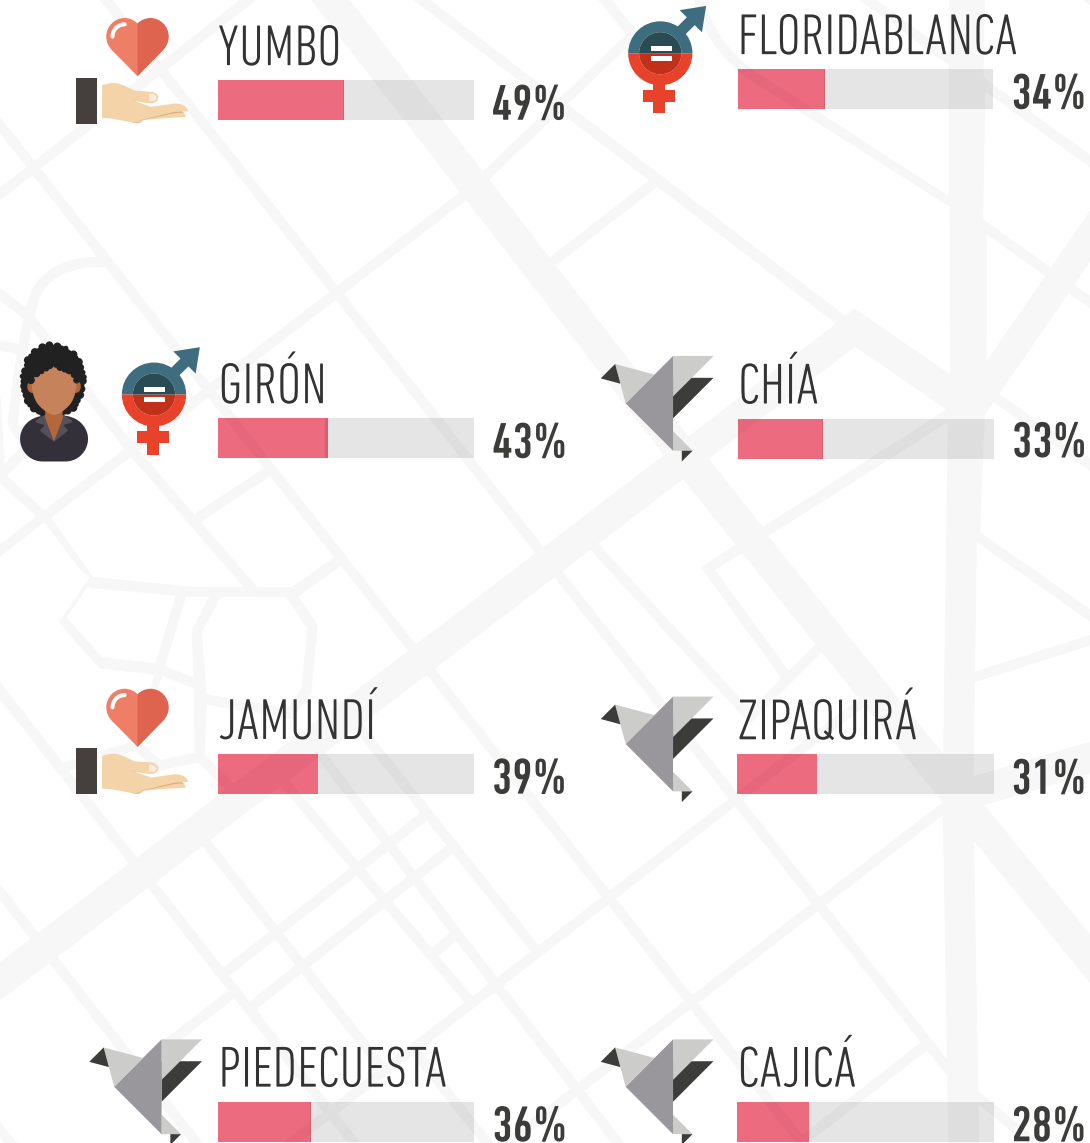 YUMBO
49%
GIRÓN
43%
JAMUNDÍ
39%
PIEDECUESTA
36%
FLORIDABLANCA
34%
CHÍA
33%
ZIPAQUIRÁ
31%
CAJICÁ
28%